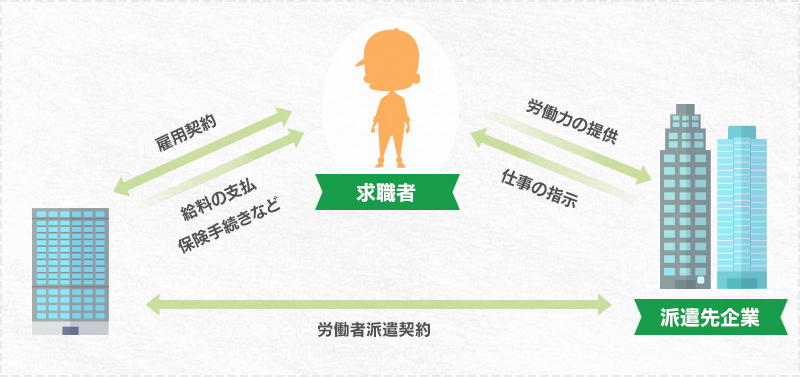 雇用契約
給料の支払
保険手続きなど
求職者
労働力の提供
仕事の指示
労働者派遣契約
派遣先企業